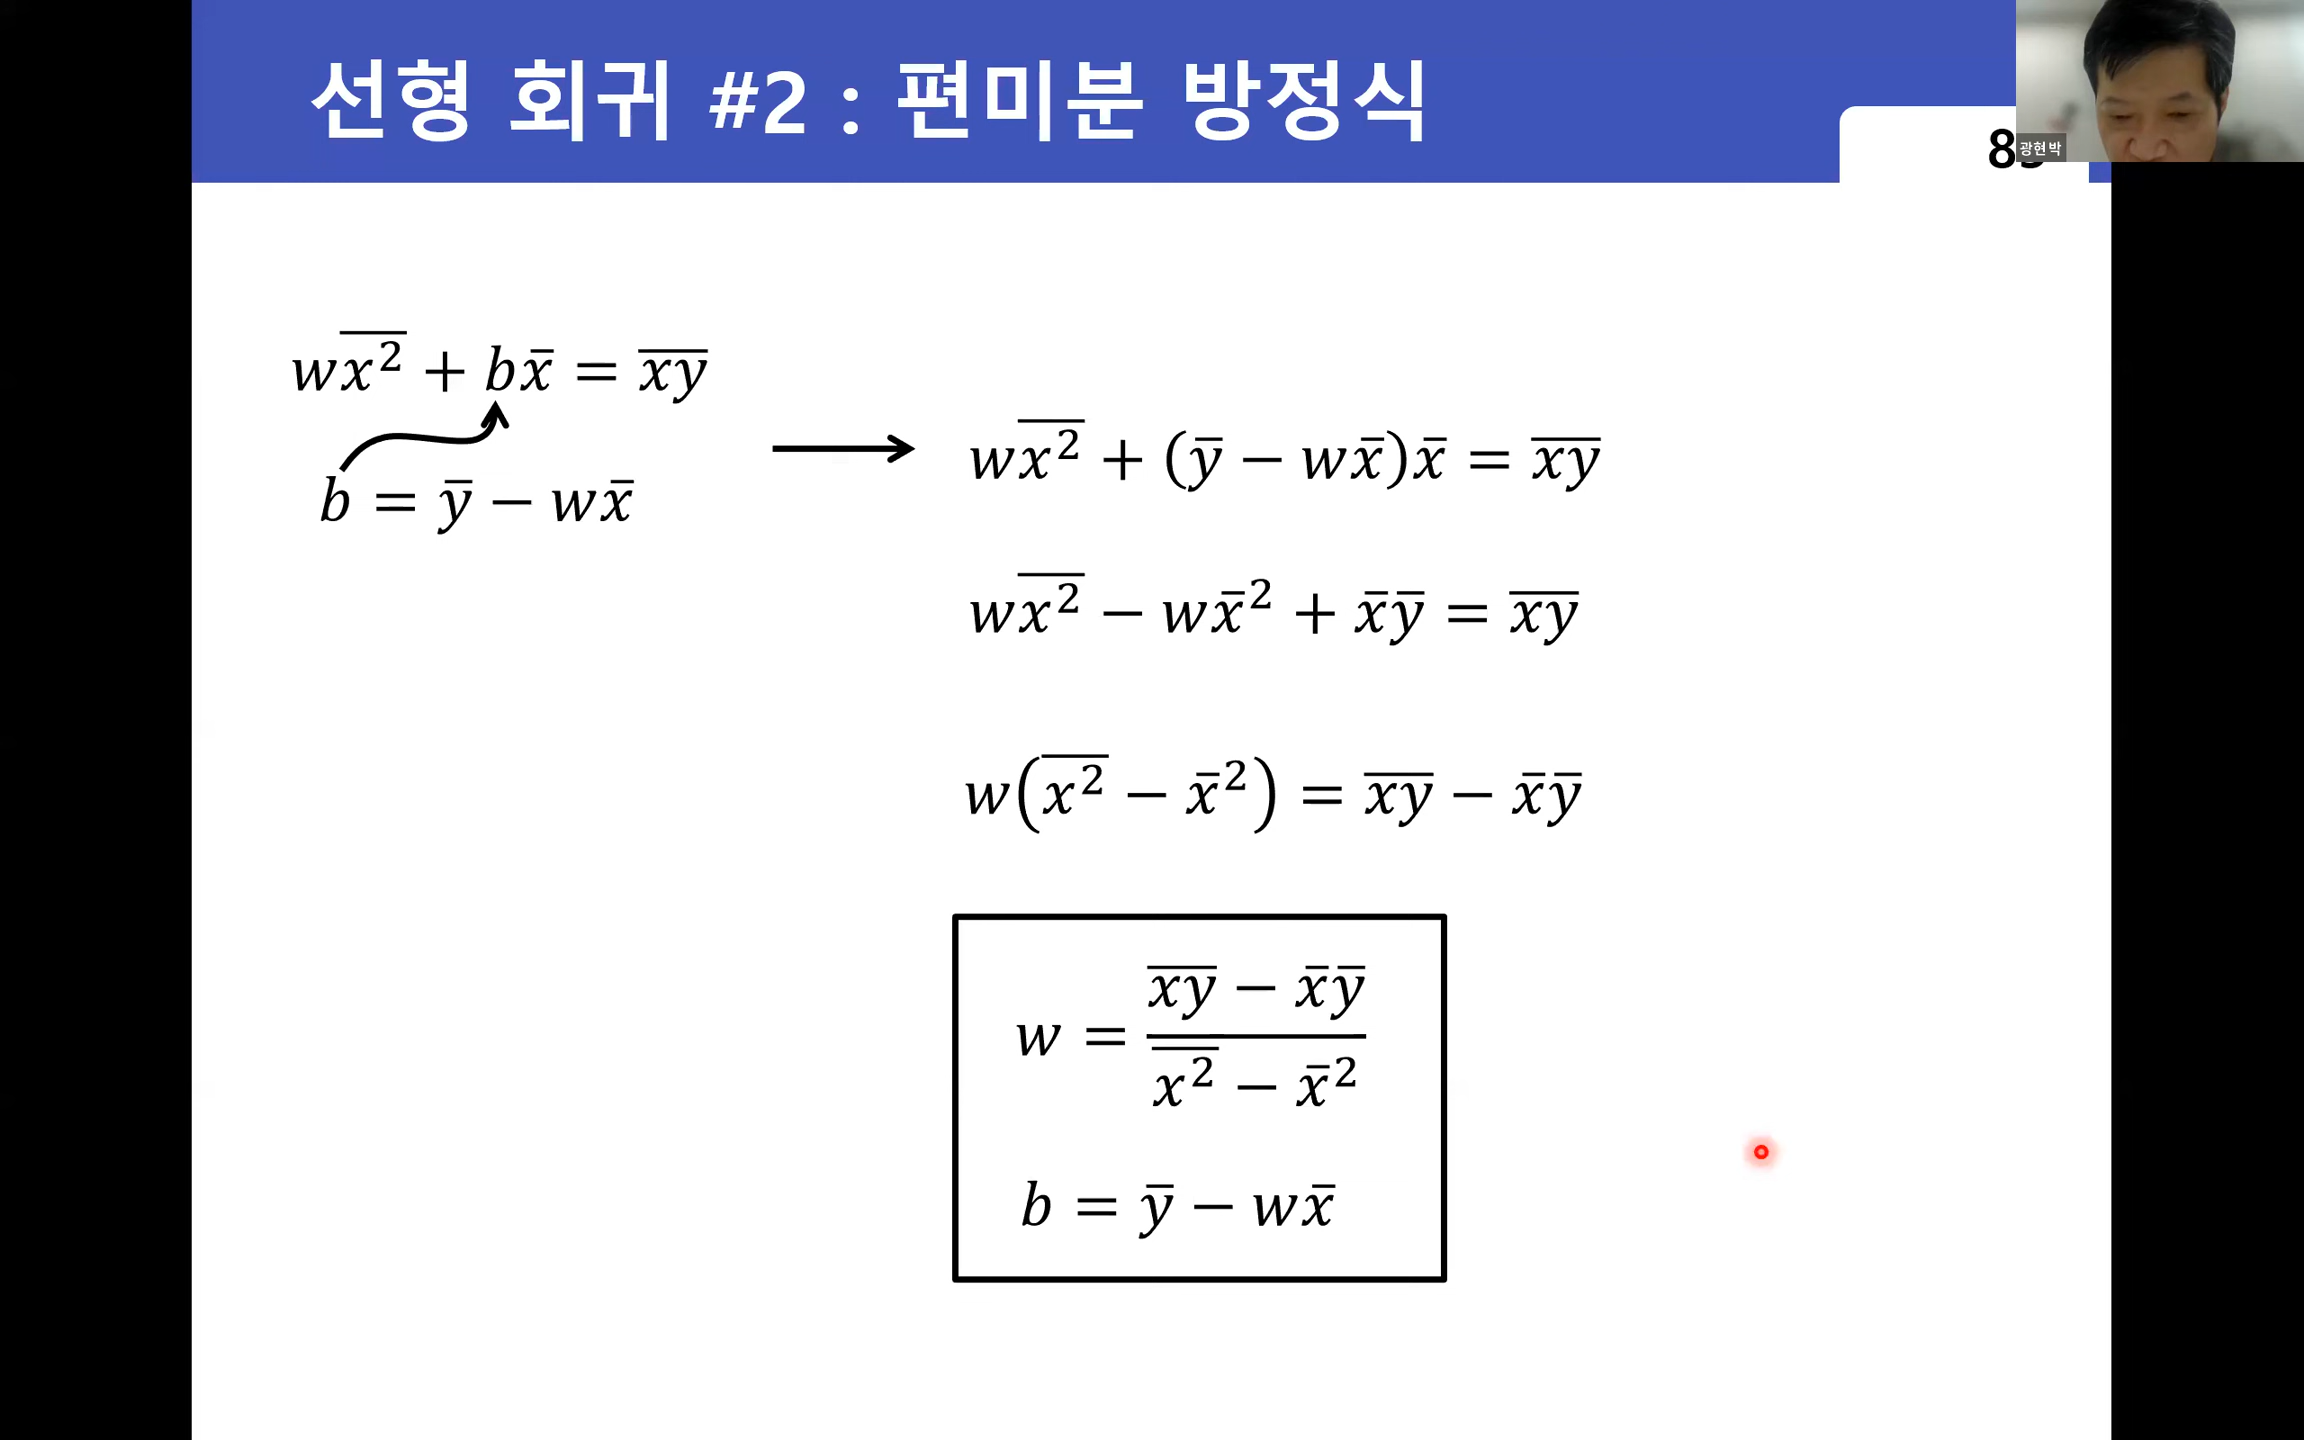 선형 회귀 #2 : 편미분 방정식
광현 박
$w\overline{x^2} + b\bar{x} = \overline{xy}$
$b = \bar{y} - w\bar{x}$
$w\overline{x^2} + (\bar{y} - w\bar{x})\bar{x} = \overline{xy}$
$w\overline{x^2} - w\bar{x}^2 + \bar{x}\bar{y} = \overline{xy}$
$w(\overline{x^2} - \bar{x}^2) = \overline{xy} - \bar{x}\bar{y}$
$w = \frac{\overline{xy} - \bar{x}\bar{y}}{\overline{x^2} - \bar{x}^2}$
$b = \bar{y} - w\bar{x}$